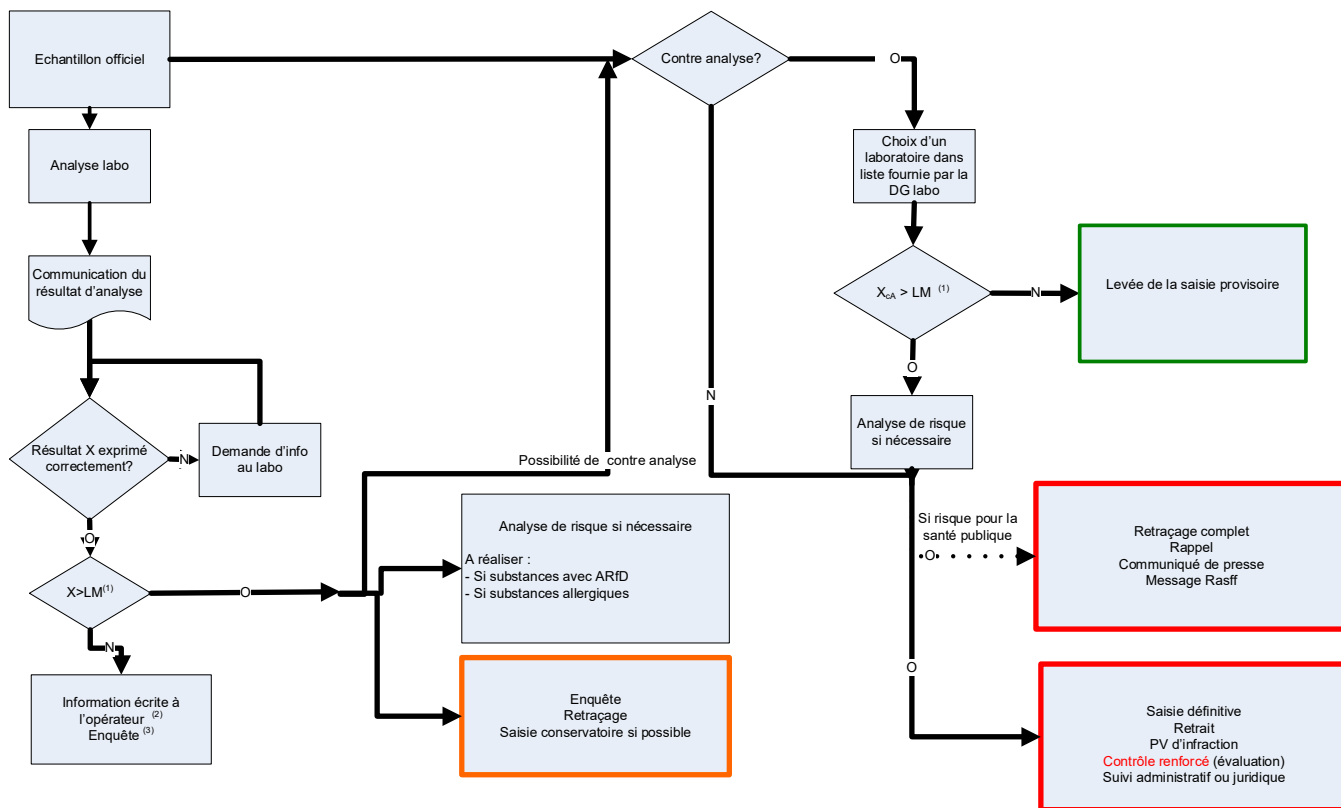 Echantillon officiel
Contre analyse?
O
Analyse labo
Choix d'un
laboratoire dans
liste fournie par la
DG labo
Communication du
résultat d'analyse
XcA > LM (1)
N
Levée de la saisie provisoire
O
N
Résultat X exprimé
correctement?
N
Demande d'info
au labo
Analyse de risque
si nécessaire
Possibilité de contre analyse
O
Analyse de risque si nécessaire
A réaliser :
- Si substances avec ARfD
- Si substances allergiques
Si risque pour la
santé publique
O
Retraçage complet
Rappel
Communiqué de presse
Message Rasff
X>LM(1)
O
N
Information écrite à
l'opérateur (2)
Enquête (3)
Enquête
Retraçage
Saisie conservatoire si possible
O
Saisie définitive
Retrait
PV d'infraction
Contrôle renforcé (évaluation)
Suivi administratif ou juridique